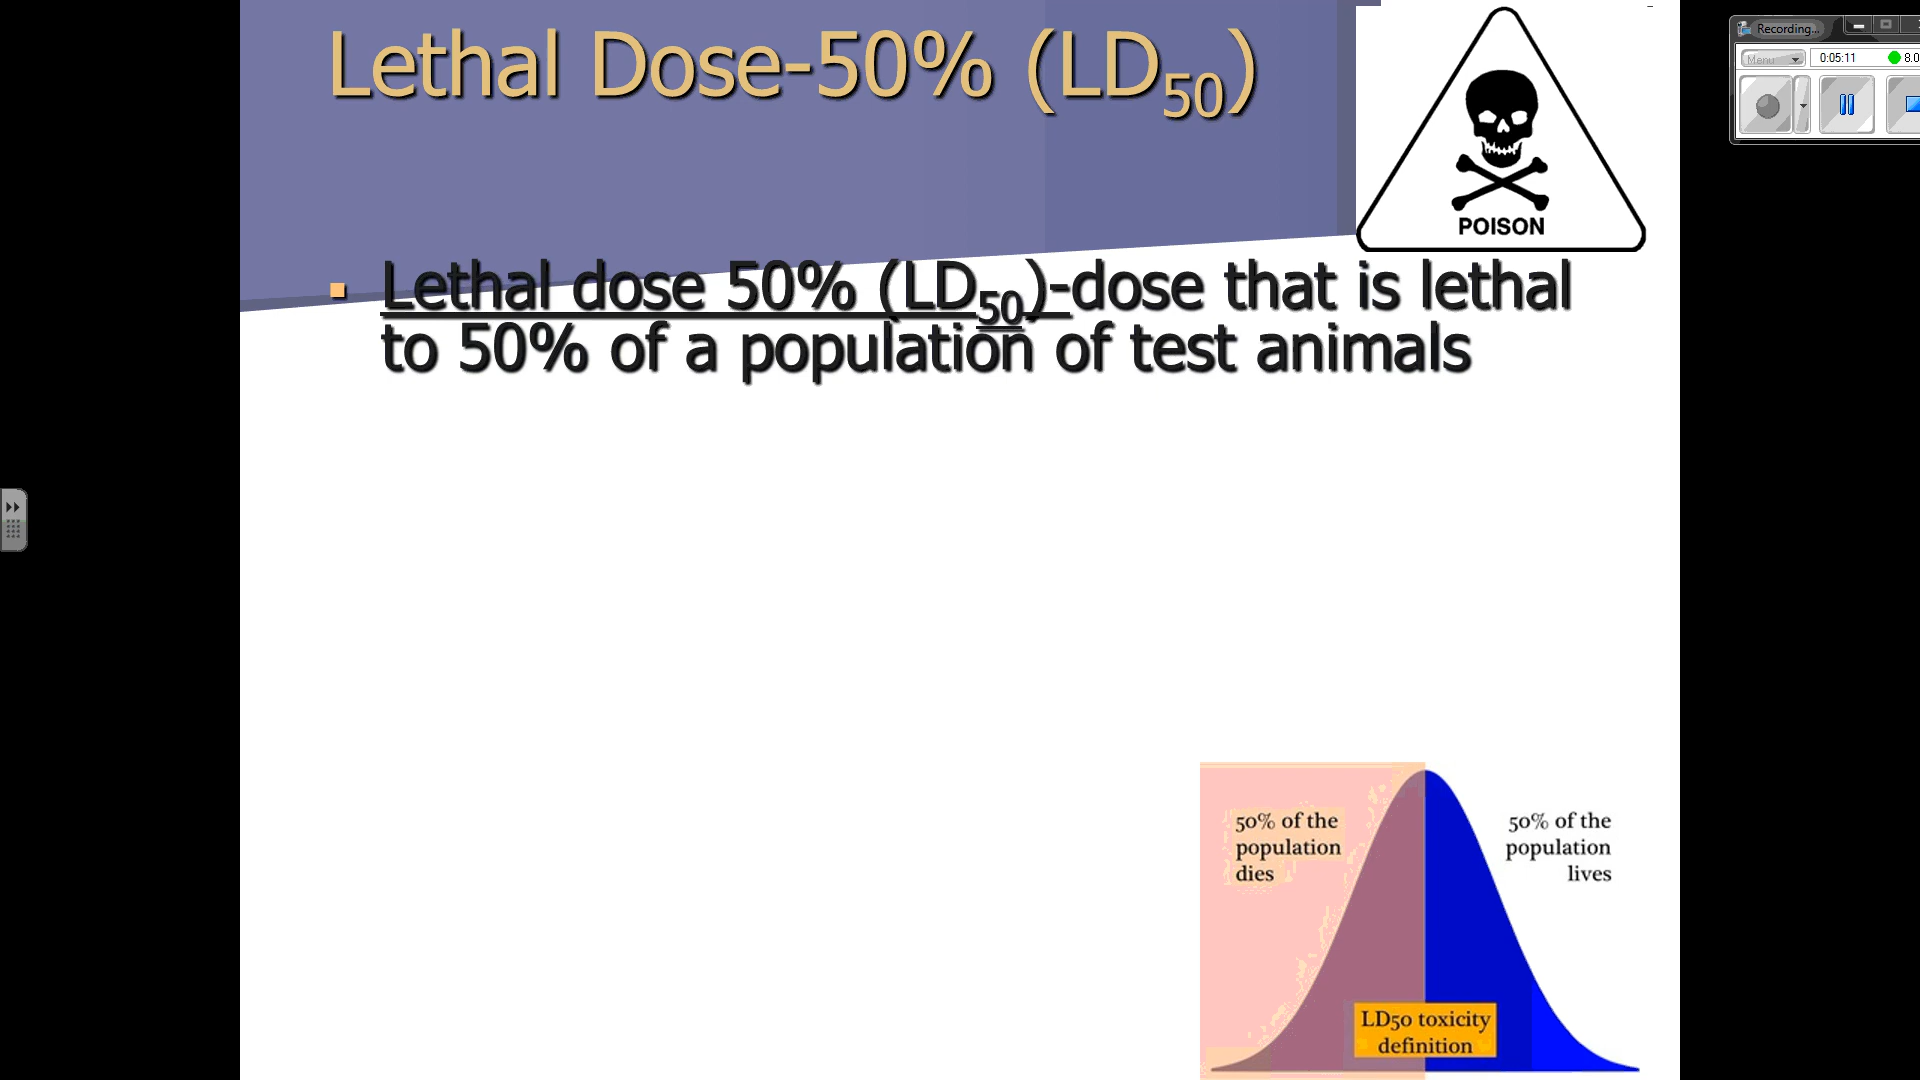 Lethal Dose-50% (LD50)
POISON
Recording...
Menu
0:05:11
8.0
Lethal dose 50% (LD50)-dose that is lethal
to 50% of a population of test animals
50% of the
population
dies
50% of the
population
lives
LD50 toxicity
definition